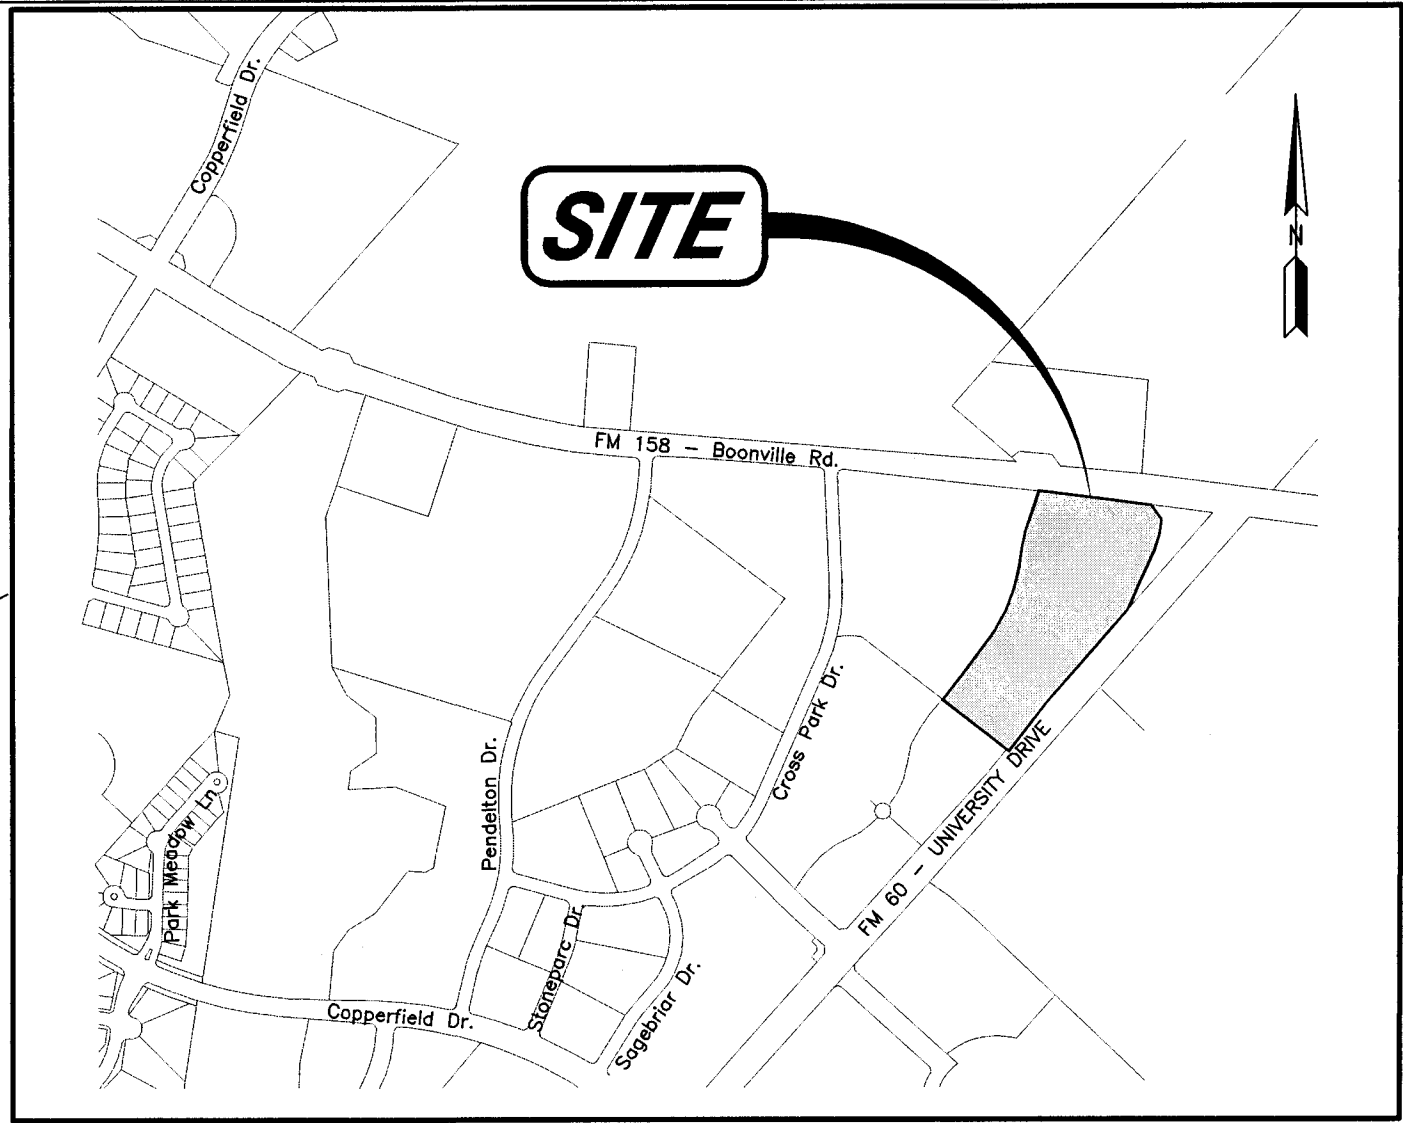 Copperfield Dr.
SITE
N
FM 158 - Boonville Rd.
Cross Park Dr.
Pendelton Dr.
FM 60 - UNIVERSITY DRIVE
Park Meadow Ln
Stoneparc Dr.
Sagebriar Dr.
Copperfield Dr.